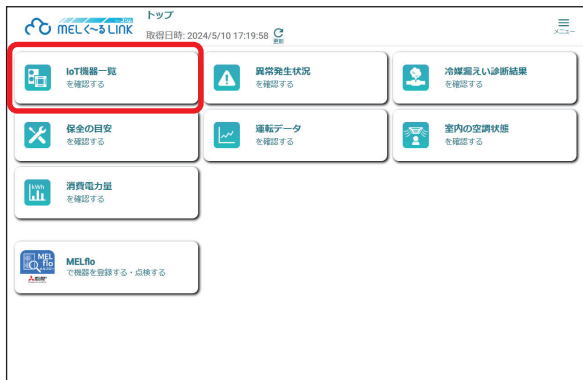 MELく~るLINK
トップ
取得日時: 2024/5/10 17:19:58
更新
メニュー
IoT機器一覧
を確認する
異常発生状況
を確認する
冷媒漏えい診断結果
を確認する
保全の目安
を確認する
運転データ
を確認する
室内の空調状態
を確認する
kWh
消費電力量
を確認する
MEL
flo
MELflo
で機器を登録する・点検する